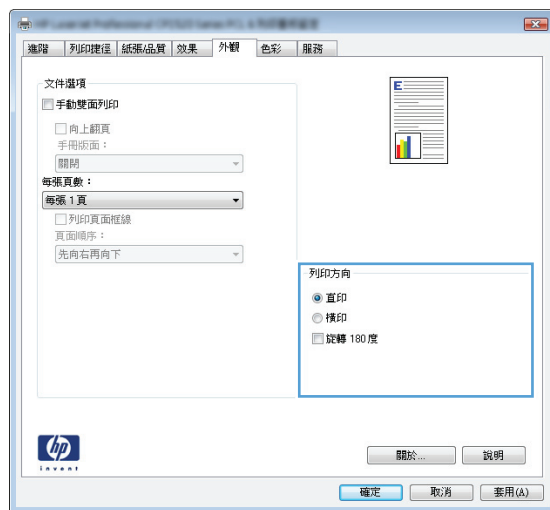 進階 列印捷徑 紙張/品質 效果 外觀 色彩 服務
文件選項
手動雙面列印
向上翻頁
手冊版面：
關閉
每張頁數：
每張 1 頁
列印頁面框線
頁面順序：
先向右再向下
E
列印方向
直印
橫印
旋轉 180 度
hp
invent
關於... 說明
確定 取消 套用(A)